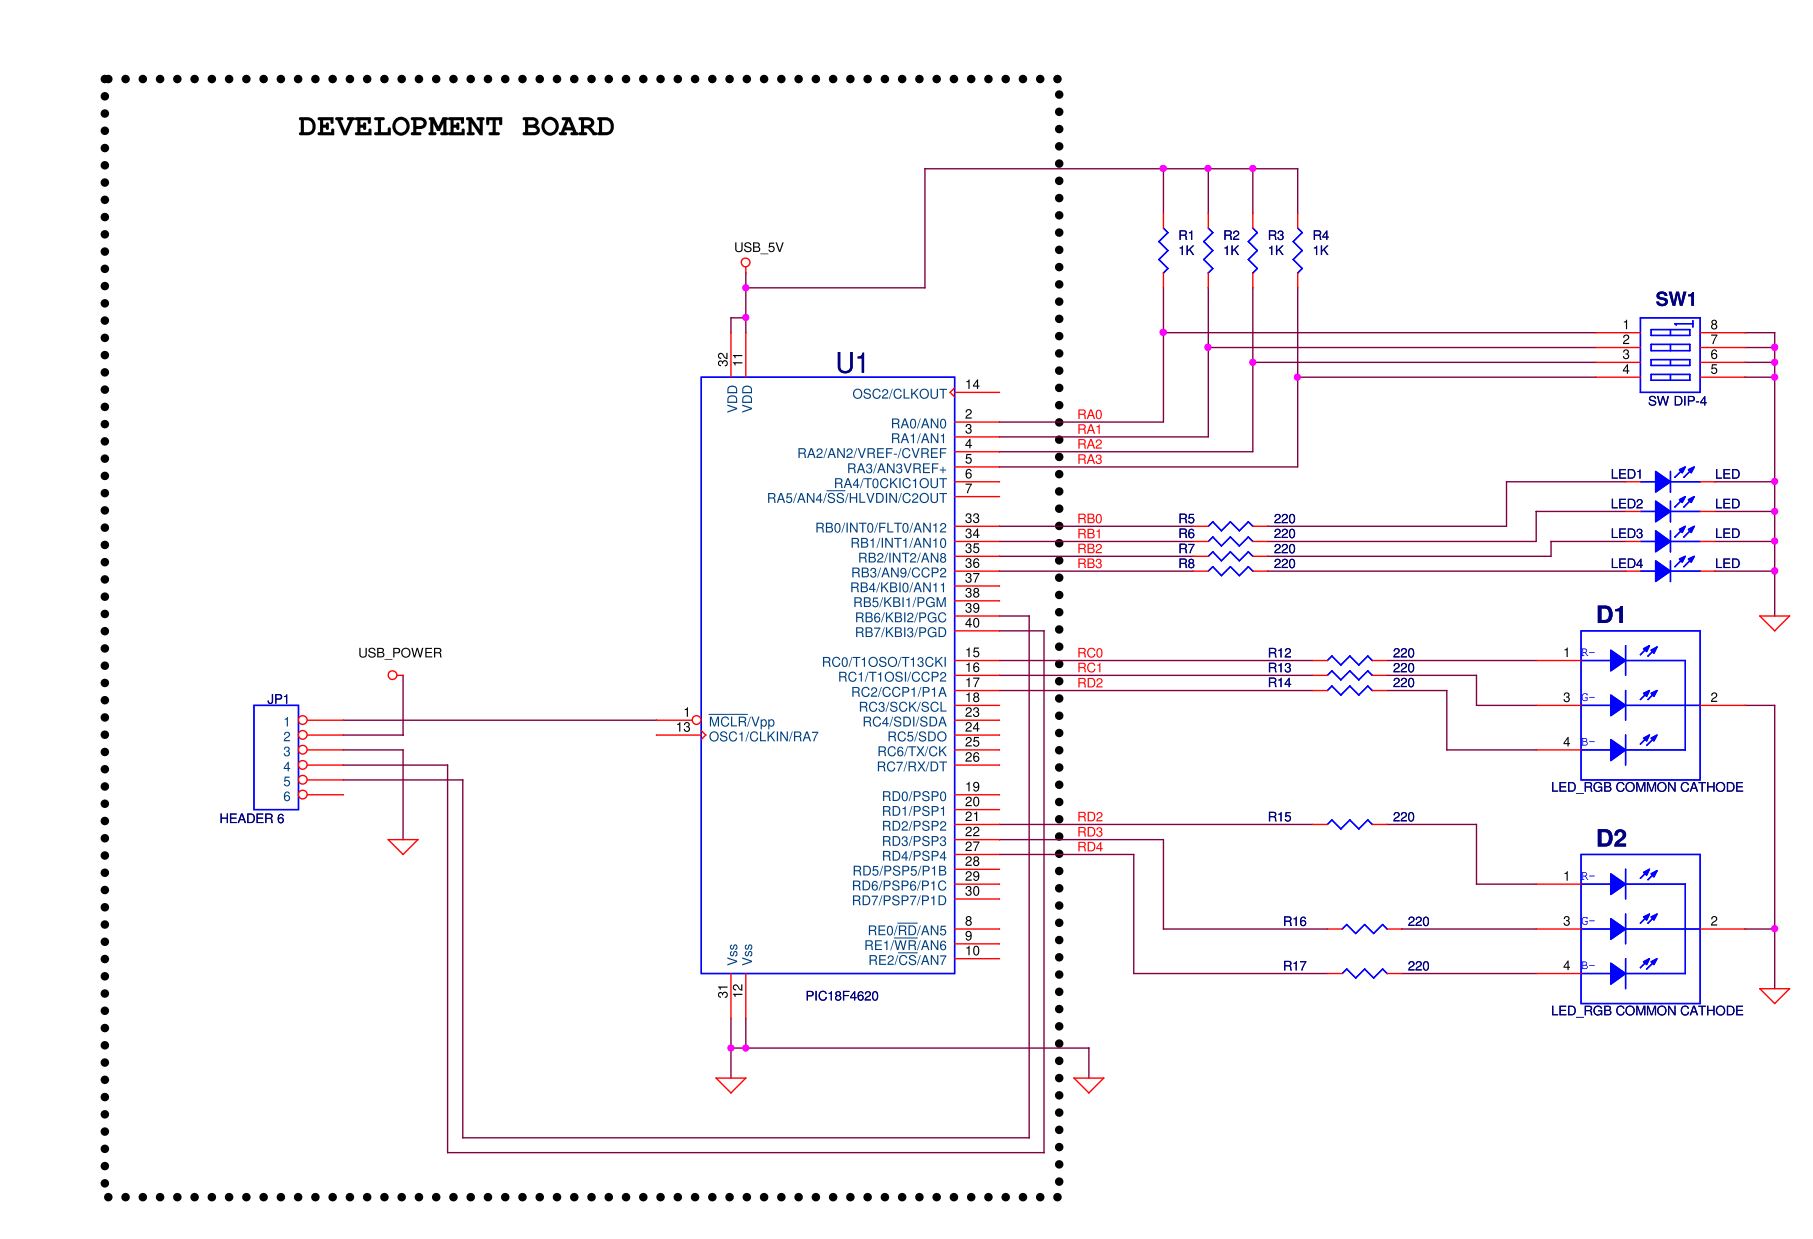 DEVELOPMENT BOARD
USB_5V
R1 1K
R2 1K
R3 1K
R4 1K
SW1
1 8
2 7
3 6
4 5
SW DIP-4
U1
32 11
VDD VDD
OSC2/CLKOUT 14
RA0/AN0 2 RA0
RA1/AN1 3 RA1
RA2/AN2/VREF-/CVREF 4 RA2
RA3/AN3VREF+ 5 RA3
RA4/T0CKIC1OUT 6
RA5/AN4/SS/HLVDIN/C2OUT 7
LED1 LED
LED2 LED
LED3 LED
LED4 LED
RB0/INT0/FLT0/AN12 33 RB0 R5 220
RB1/INT1/AN10 34 RB1 R6 220
RB2/INT2/AN8 35 RB2 R7 220
RB3/AN9/CCP2 36 RB3 R8 220
RB4/KBI0/AN11 37
RB5/KBI1/PGM 38
RB6/KBI2/PGC 39
RB7/KBI3/PGD 40
D1
RC0/T1OSO/T13CKI 15 RC0 R12 220 1 R-
RC1/T1OSI/CCP2 16 RC1 R13 220 3 G- 2
RC2/CCP1/P1A 17 RD2 R14 220 4 B-
RC3/SCK/SCL 18
RC4/SDI/SDA 23
RC5/SDO 24
RC6/TX/CK 25
RC7/RX/DT 26
LED_RGB COMMON CATHODE
USB_POWER
JP1
1
2
3
4
5
6
HEADER 6
1 MCLR/Vpp
13 OSC1/CLKIN/RA7
RD0/PSP0 19
RD1/PSP1 20
RD2/PSP2 21 RD2 R15 220
RD3/PSP3 22 RD3
RD4/PSP4 27 RD4
RD5/PSP5/P1B 28
RD6/PSP6/P1C 29
RD7/PSP7/P1D 30
D2
1 R-
R16 220 3 G- 2
R17 220 4 B-
LED_RGB COMMON CATHODE
RE0/RD/AN5 8
RE1/WR/AN6 9
RE2/CS/AN7 10
Vss Vss
31 12
PIC18F4620